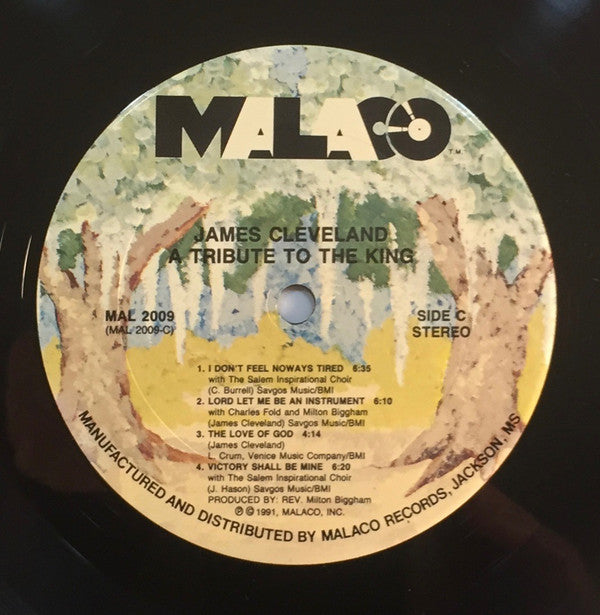 MALACO
T.M.
JAMES CLEVELAND
A TRIBUTE TO THE KING
MAL 2009
(MAL 2009-C)
SIDE C
STEREO
1. I DON'T FEEL NOWAYS TIRED 6:35
with The Salem Inspirational Choir
(C. Burrell) Savgos Music/BMI
2. LORD LET ME BE AN INSTRUMENT 6:10
with Charles Fold and Milton Biggham
(James Cleveland) Savgos Music/BMI
3. THE LOVE OF GOD 4:14
(James Cleveland)
L. Crum, Venice Music Company/BMI
4. VICTORY SHALL BE MINE 6:20
with The Salem Inspirational Choir
(J. Hason) Savgos Music/BMI
PRODUCED BY: REV. Milton Biggham
℗ © 1991, MALACO, INC.
MANUFACTURED AND DISTRIBUTED BY MALACO RECORDS, JACKSON, MS